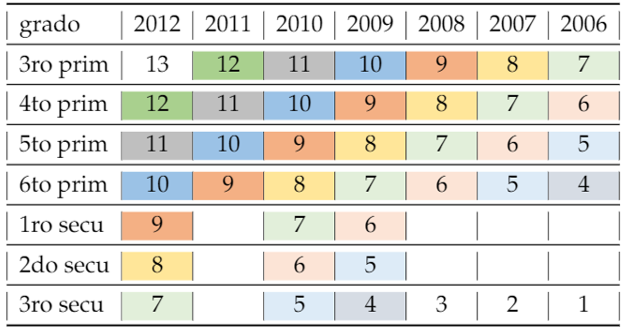 grado 2012 2011 2010 2009 2008 2007 2006
3ro prim 13 12 11 10 9 8 7
4to prim 12 11 10 9 8 7 6
5to prim 11 10 9 8 7 6 5
6to prim 10 9 8 7 6 5 4
1ro secu 9 7 6
2do secu 8 6 5
3ro secu 7 5 4 3 2 1